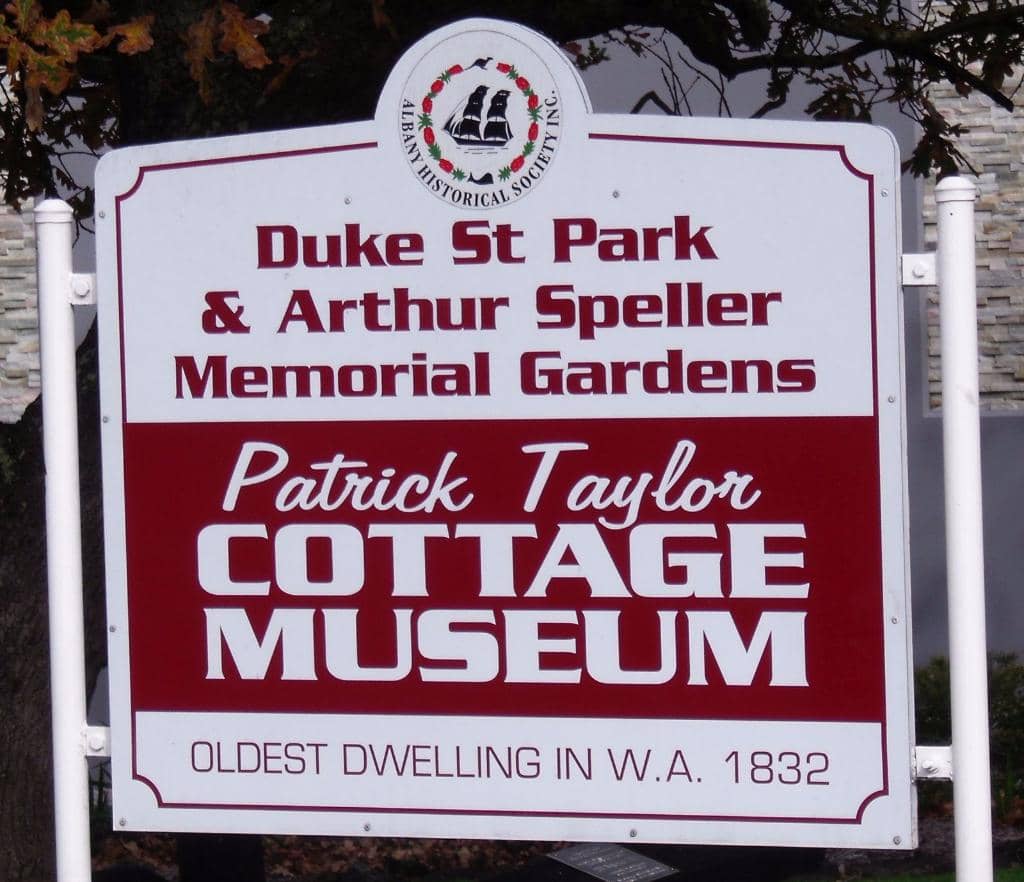 ALBANY HISTORICAL SOCIETY INC.
Duke St Park
& Arthur Speller
Memorial Gardens
Patrick Taylor
COTTAGE
MUSEUM
OLDEST DWELLING IN W.A. 1832